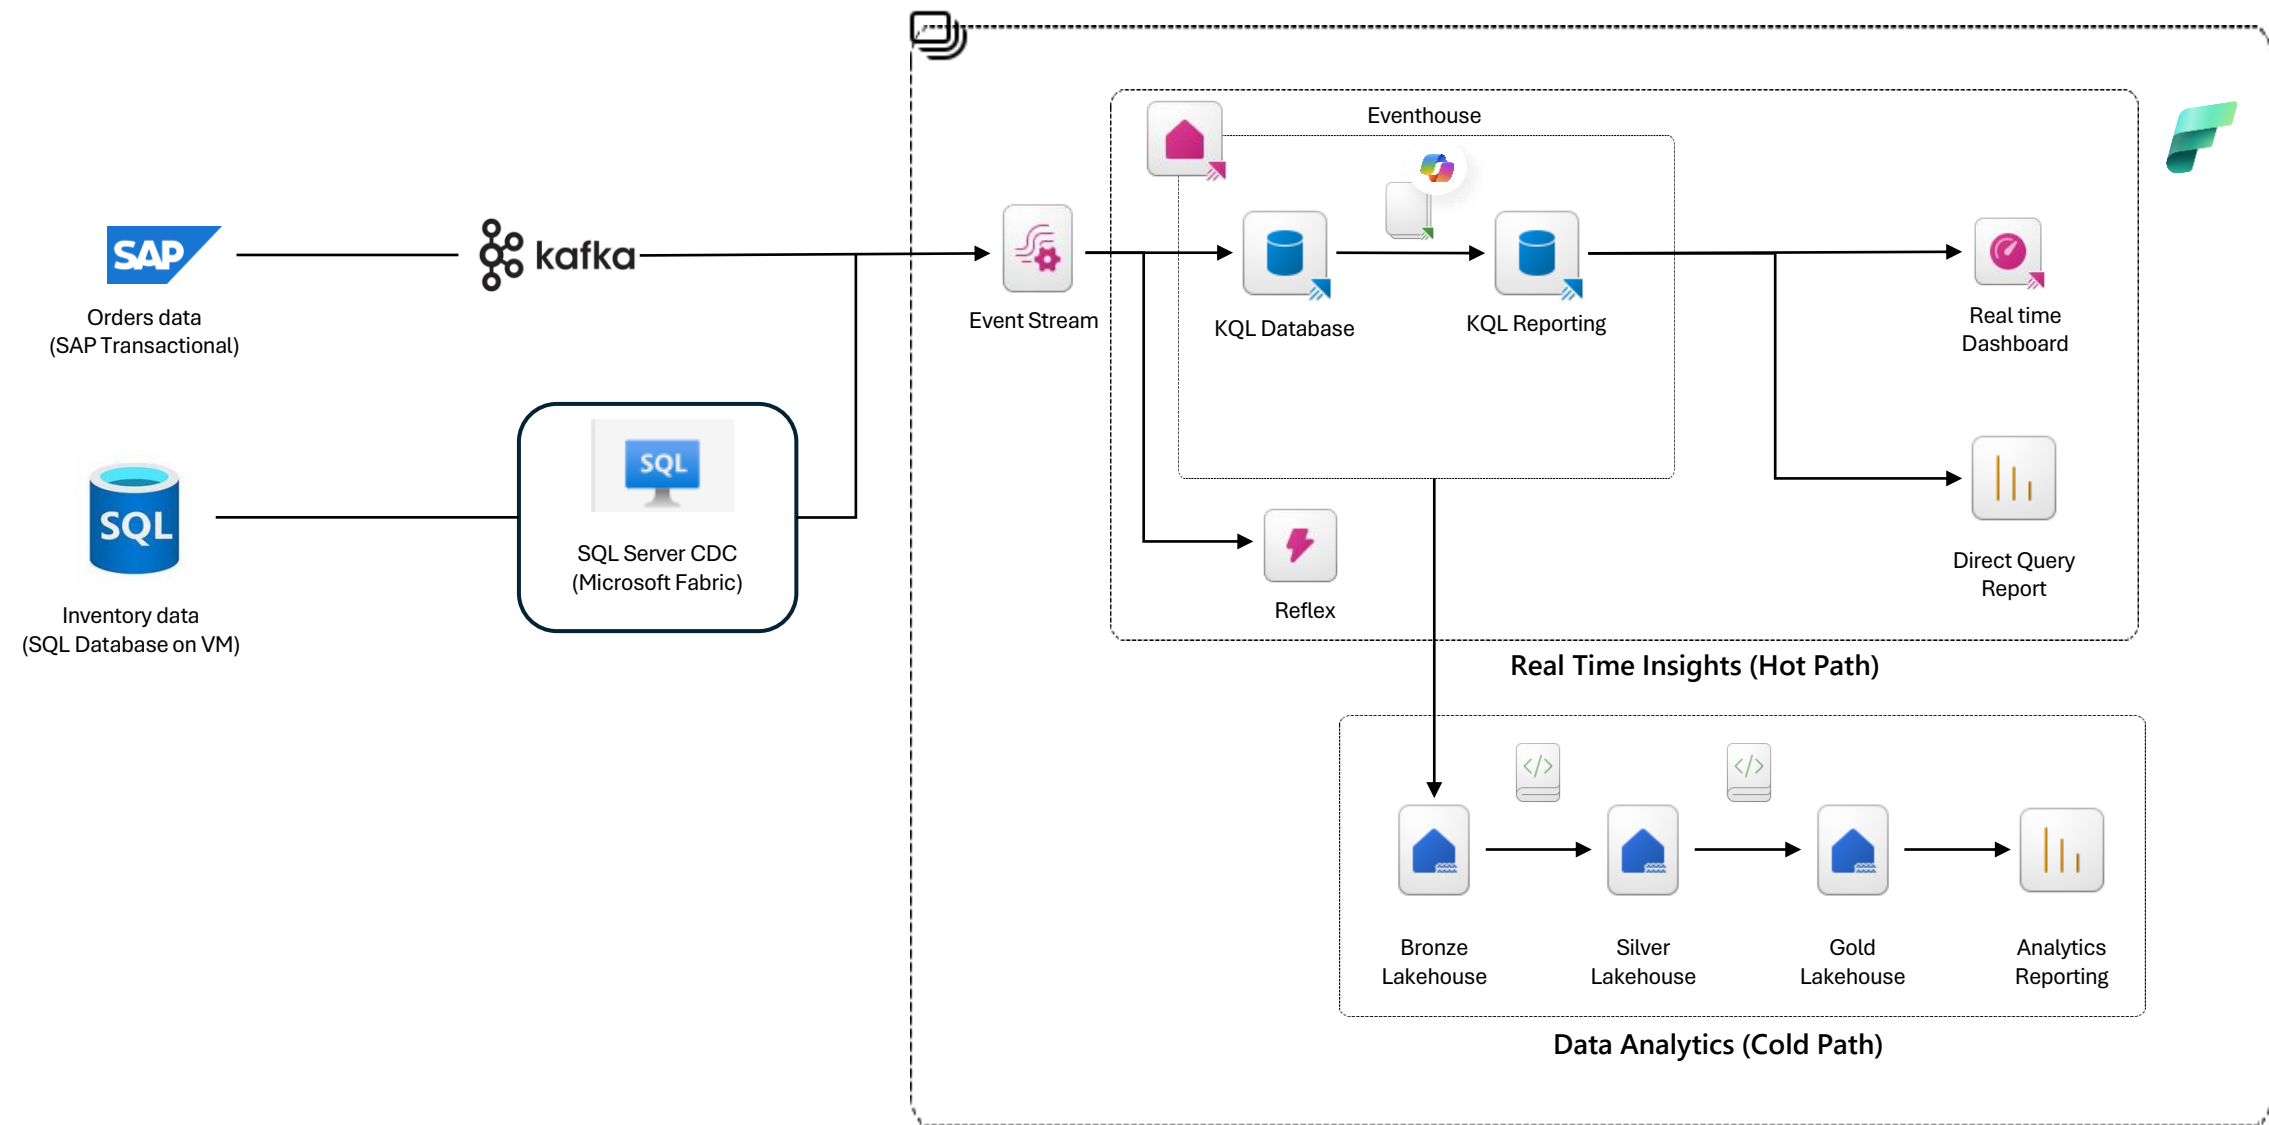 SAP
Orders data
(SAP Transactional)
kafka
SQL
Inventory data
(SQL Database on VM)
SQL
SQL Server CDC
(Microsoft Fabric)
Event Stream
Eventhouse
KQL Database
KQL Reporting
Reflex
Real time
Dashboard
Direct Query
Report
Real Time Insights (Hot Path)
</>
</>
Bronze
Lakehouse
Silver
Lakehouse
Gold
Lakehouse
Analytics
Reporting
Data Analytics (Cold Path)